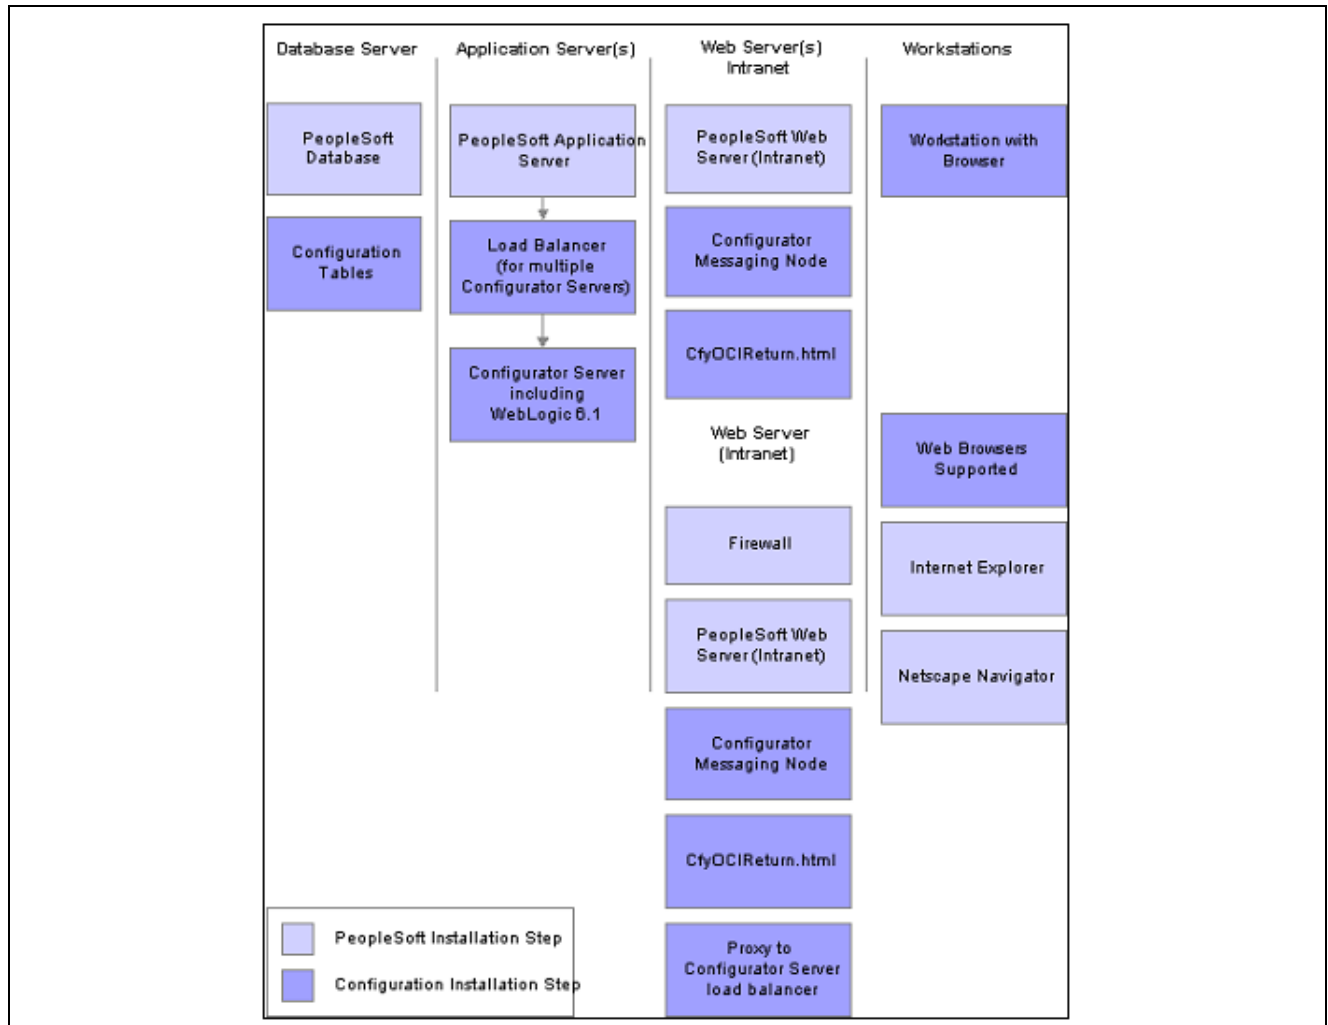 Database Server
Application Server(s)
Web Server(s)
Intranet
Workstations
PeopleSoft
Database
Configuration
Tables
PeopleSoft Application
Server
Load Balancer
(for multiple
Configurator Servers)
Configurator Server
including
WebLogic 6.1
PeopleSoft Web
Server (Intranet)
Configurator
Messaging Node
CfyOCIReturn.html
Web Server
(Intranet)
Firewall
PeopleSoft Web
Server (Intranet)
Configurator
Messaging Node
CfyOCIReturn.html
Proxy to
Configurator Server
load balancer
Workstation with
Browser
Web Browsers
Supported
Internet Explorer
Netscape Navigator
PeopleSoft Installation Step
Configuration Installation Step